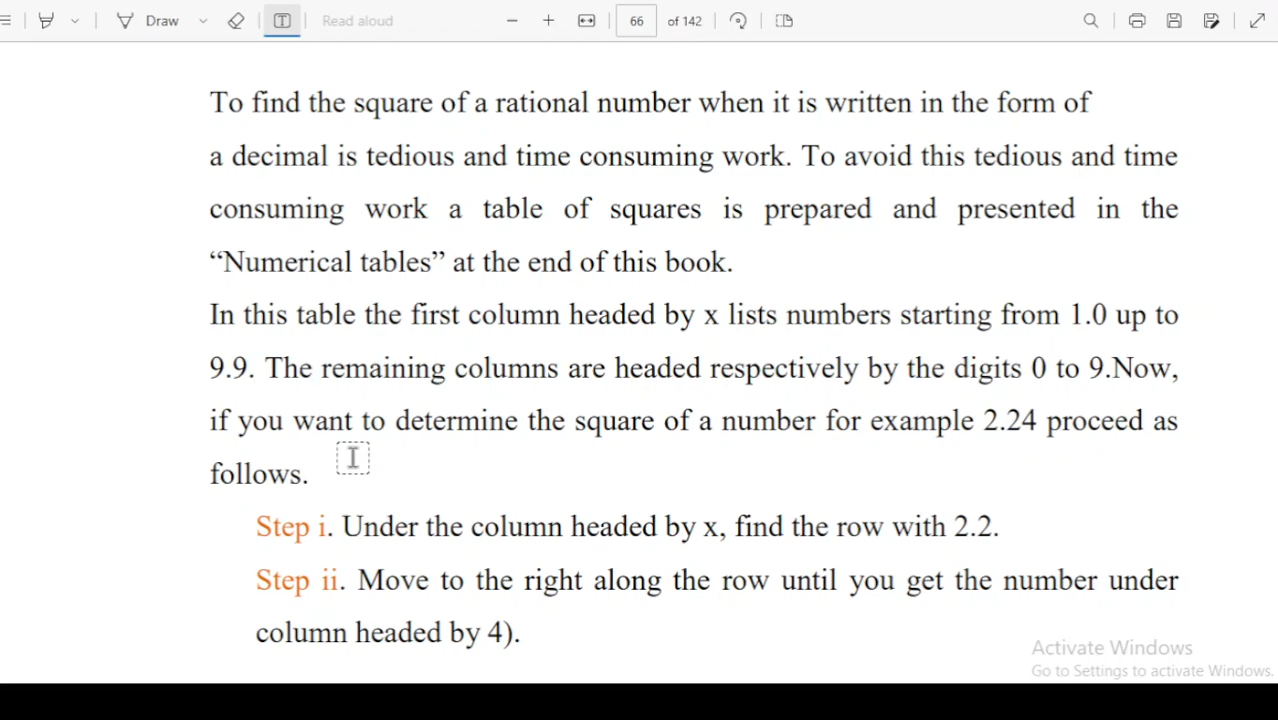 Draw
Read aloud
66 of 142
To find the square of a rational number when it is written in the form of
a decimal is tedious and time consuming work. To avoid this tedious and time
consuming work a table of squares is prepared and presented in the
“Numerical tables” at the end of this book.
In this table the first column headed by x lists numbers starting from 1.0 up to
9.9. The remaining columns are headed respectively by the digits 0 to 9.Now,
if you want to determine the square of a number for example 2.24 proceed as
follows.
Step i. Under the column headed by x, find the row with 2.2.
Step ii. Move to the right along the row until you get the number under
column headed by 4).
Activate Windows
Go to Settings to activate Windows.